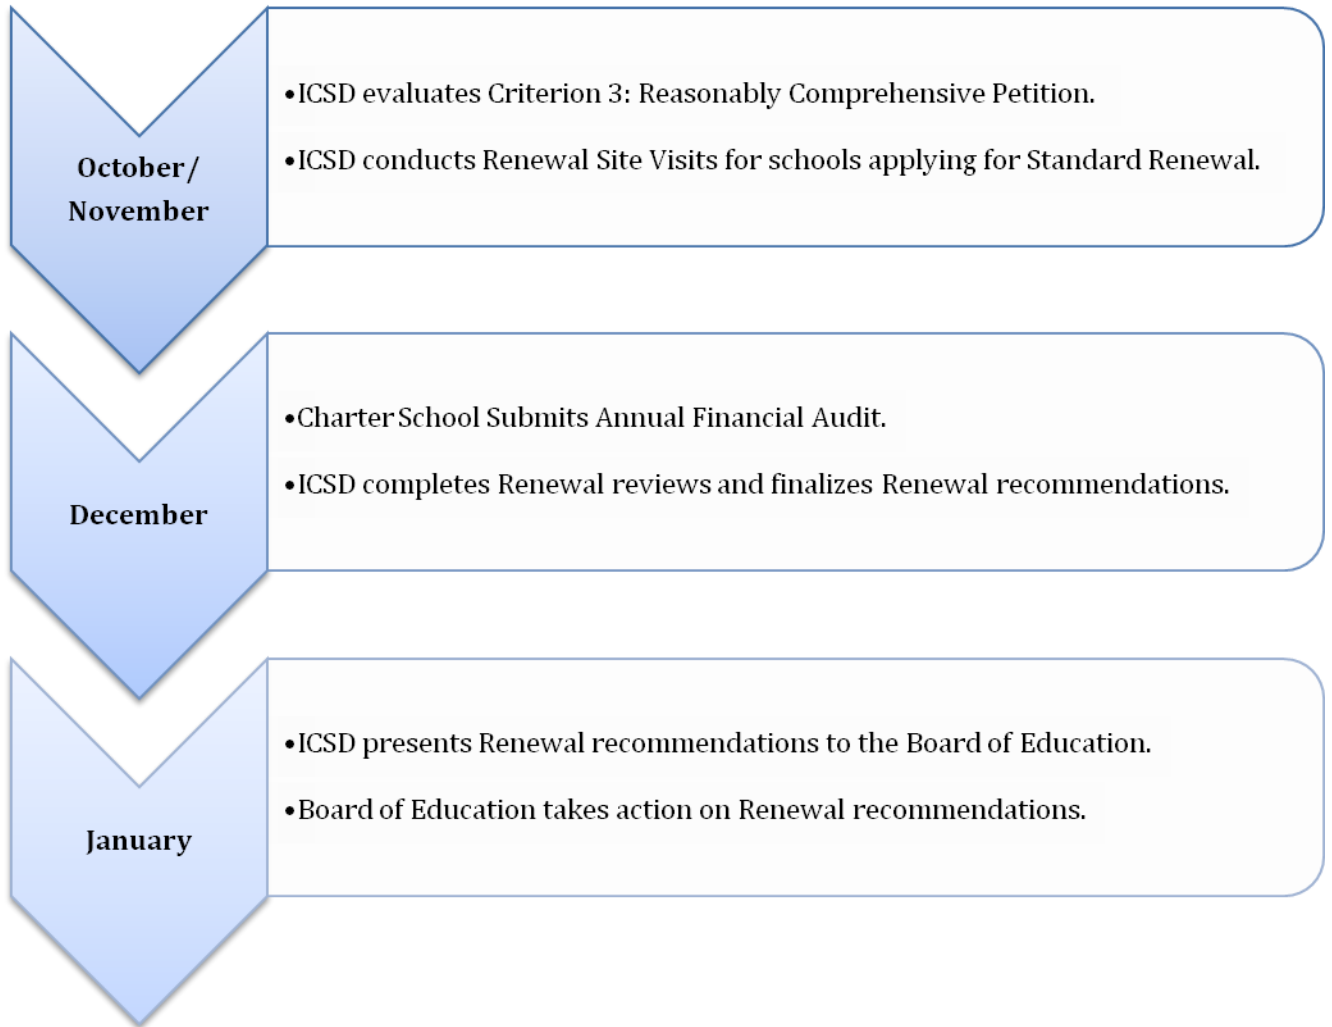 October/
November
•ICSD evaluates Criterion 3: Reasonably Comprehensive Petition.
•ICSD conducts Renewal Site Visits for schools applying for Standard Renewal.
December
•Charter School Submits Annual Financial Audit.
•ICSD completes Renewal reviews and finalizes Renewal recommendations.
January
•ICSD presents Renewal recommendations to the Board of Education.
•Board of Education takes action on Renewal recommendations.